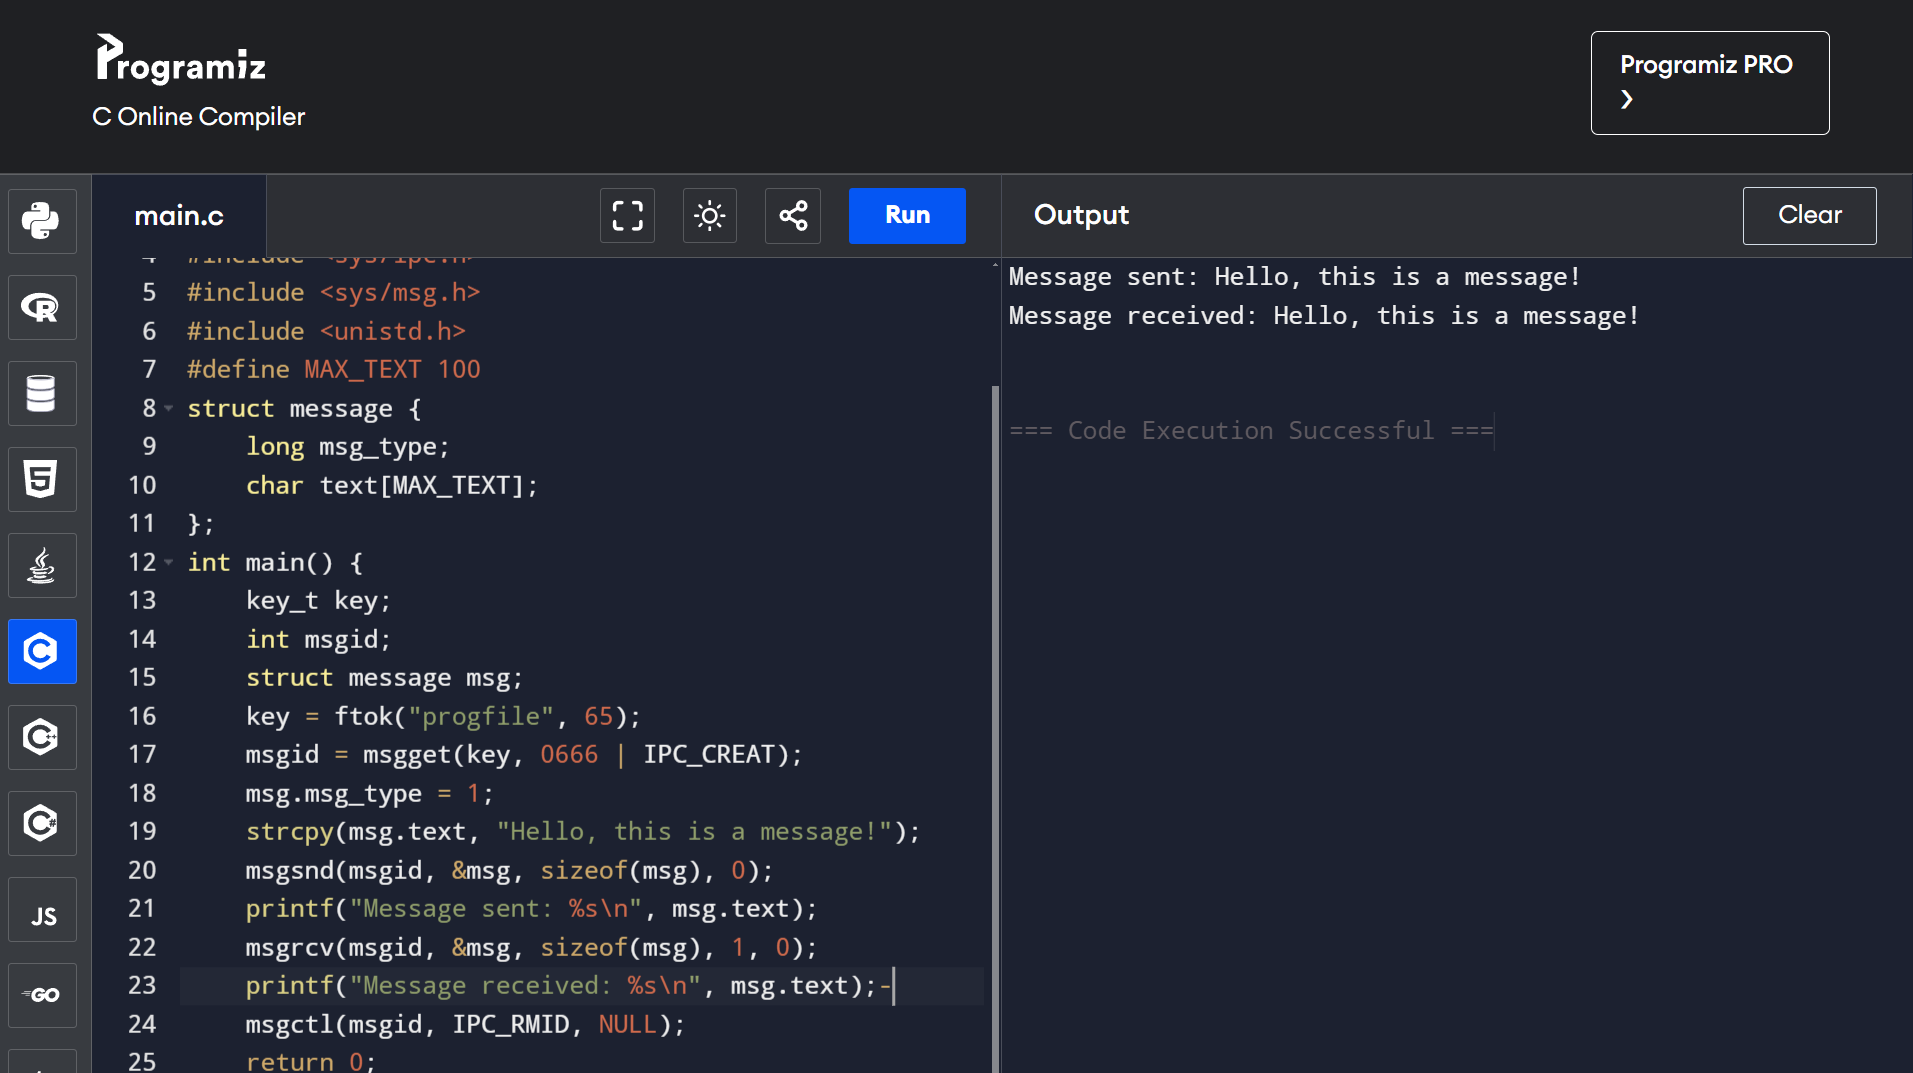 Programiz
C Online Compiler
Programiz PRO
main.c
Run
Output
Clear
4 #include <sys/ipc.h>
5 #include <sys/msg.h>
6 #include <unistd.h>
7 #define MAX_TEXT 100
8 struct message {
9     long msg_type;
10     char text[MAX_TEXT];
11 };
12 int main() {
13     key_t key;
14     int msgid;
15     struct message msg;
16     key = ftok("progfile", 65);
17     msgid = msgget(key, 0666 | IPC_CREAT);
18     msg.msg_type = 1;
19     strcpy(msg.text, "Hello, this is a message!");
20     msgsnd(msgid, &msg, sizeof(msg), 0);
21     printf("Message sent: %s\n", msg.text);
22     msgrcv(msgid, &msg, sizeof(msg), 1, 0);
23     printf("Message received: %s\n", msg.text);-
24     msgctl(msgid, IPC_RMID, NULL);
25     return 0;
Message sent: Hello, this is a message!
Message received: Hello, this is a message!
=== Code Execution Successful ===
R
5
C
C++
C#
JS
GO